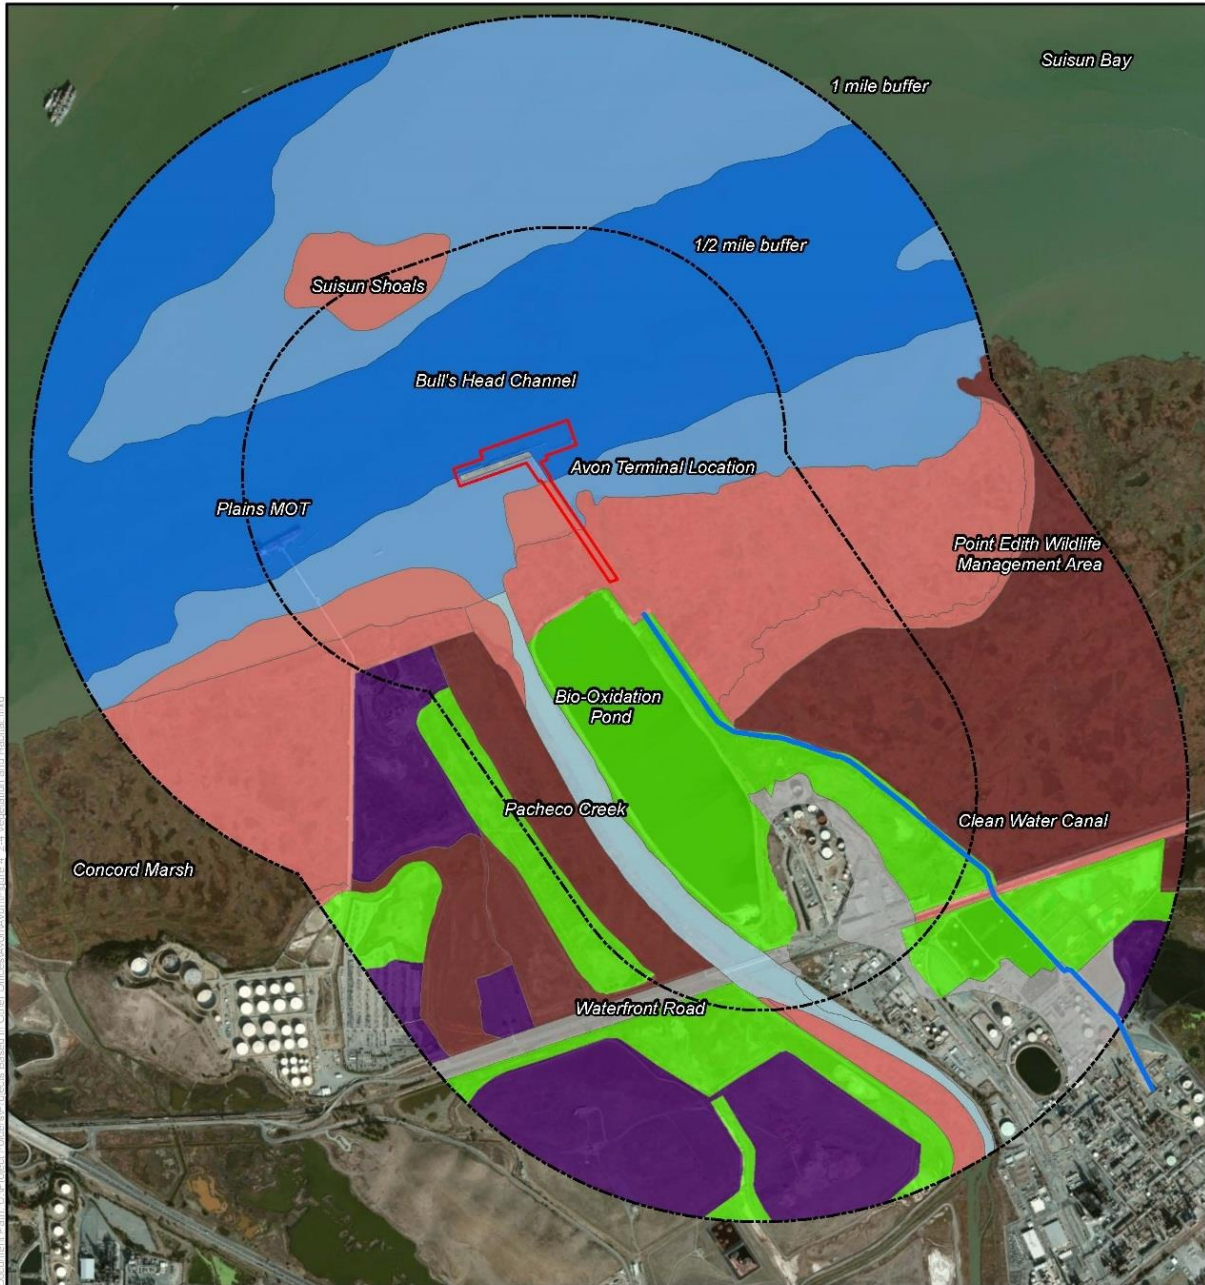 Suisun Bay
1 mile buffer
1/2 mile buffer
Suisun Shoals
Bull's Head Channel
Avon Terminal Location
Plains MOT
Point Edith Wildlife
Management Area
Bio-Oxidation
Pond
Pacheco Creek
Clean Water Canal
Concord Marsh
Waterfront Road